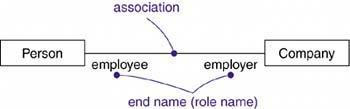 association
Person
Company
employee
employer
end name (role name)